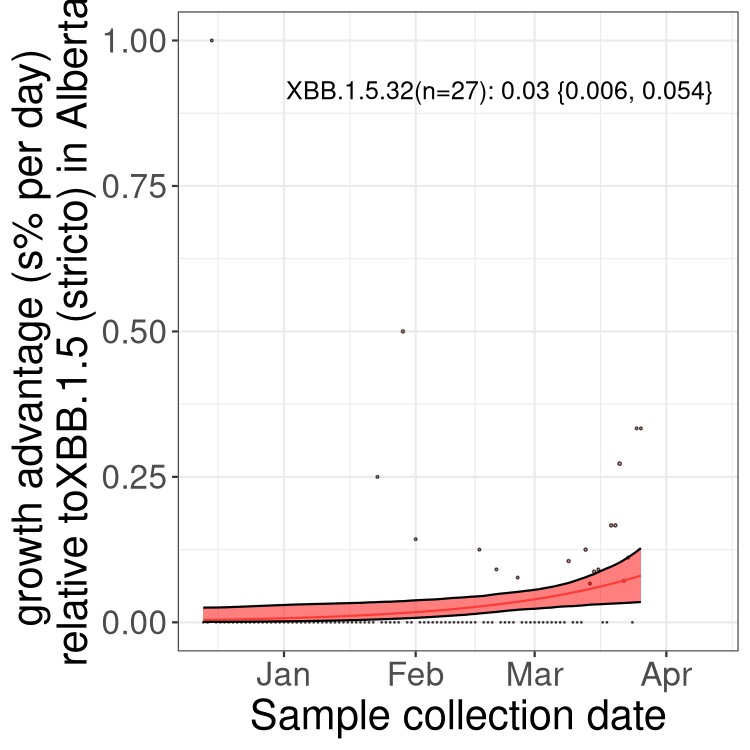 growth advantage (s% per day)
relative toXBB.1.5 (stricto) in Alberta
1.00
0.75
0.50
0.25
0.00
XBB.1.5.32(n=27): 0.03 {0.006, 0.054}
Jan Feb Mar Apr
Sample collection date